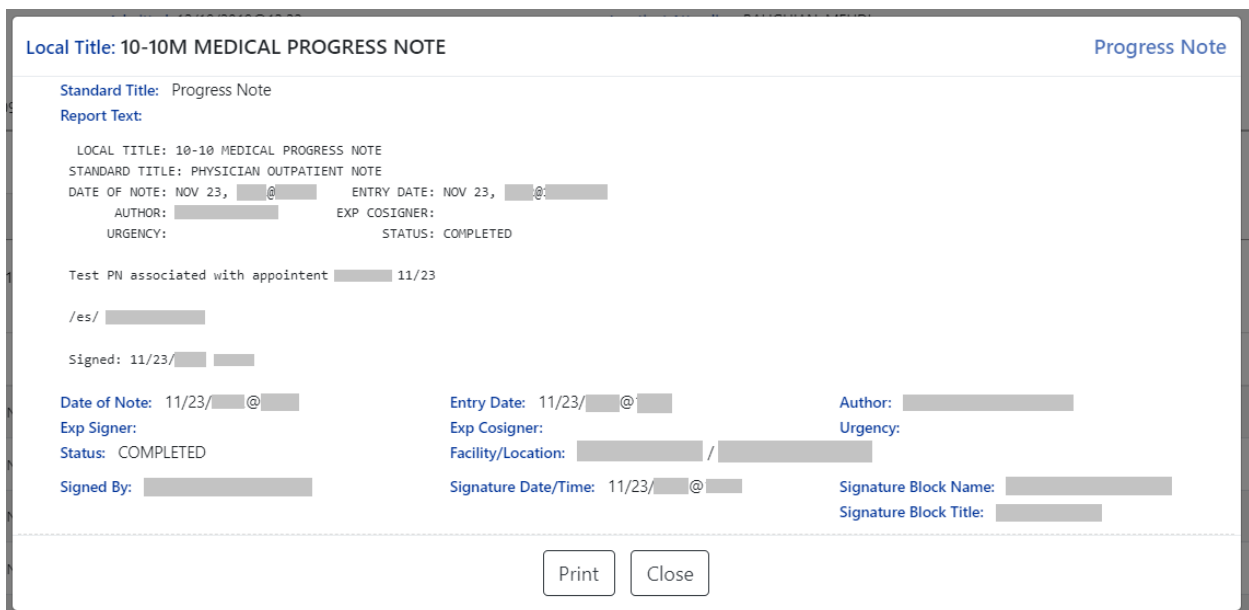 Local Title: 10-10M MEDICAL PROGRESS NOTE Progress Note
Standard Title: Progress Note
Report Text:
LOCAL TITLE: 10-10 MEDICAL PROGRESS NOTE
STANDARD TITLE: PHYSICIAN OUTPATIENT NOTE
DATE OF NOTE: NOV 23, @ ENTRY DATE: NOV 23, @
AUTHOR: EXP COSIGNER:
URGENCY: STATUS: COMPLETED
Test PN associated with appointent 11/23
/es/
Signed: 11/23/
Date of Note: 11/23/ @ Entry Date: 11/23/ @ Author:
Exp Signer: Exp Cosigner: Urgency:
Status: COMPLETED Facility/Location: /
Signed By: Signature Date/Time: 11/23/ @ Signature Block Name:
Signature Block Title:
Print Close